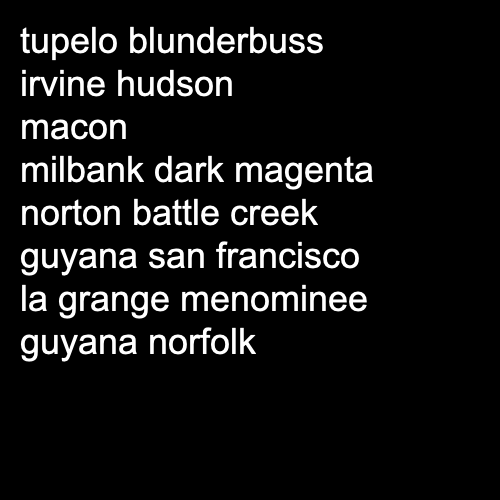 tupelo blunderbuss
irvine hudson
macon
milbank dark magenta
norton battle creek
guyana san francisco
la grange menominee
guyana norfolk